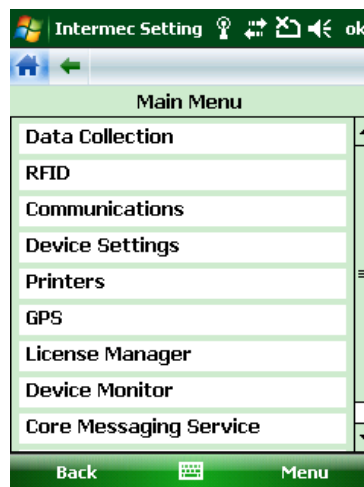 Intermec Setting ok
Main Menu
Data Collection
RFID
Communications
Device Settings
Printers
GPS
License Manager
Device Monitor
Core Messaging Service
Back Menu